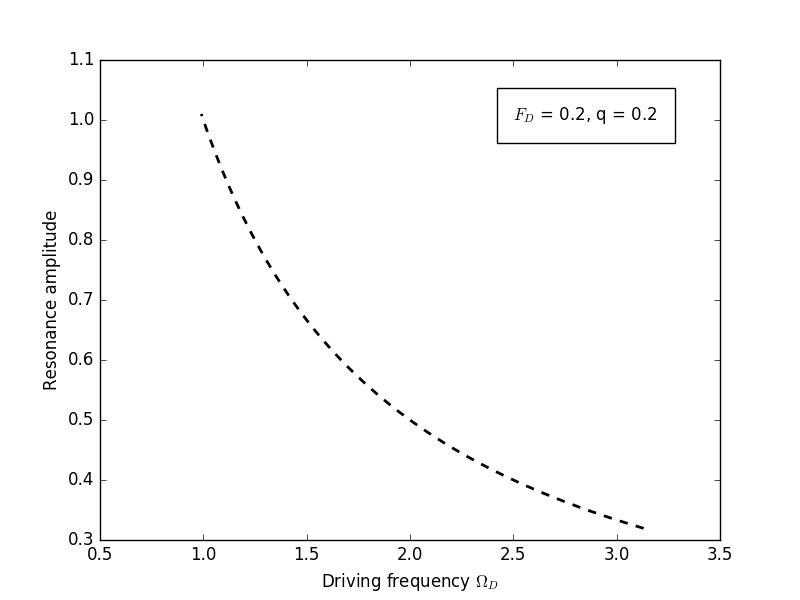 1.1
1.0
0.9
0.8
0.7
0.6
0.5
0.4
0.3
Resonance amplitude
F_D = 0.2, q = 0.2
0.5 1.0 1.5 2.0 2.5 3.0 3.5
Driving frequency Ω_D